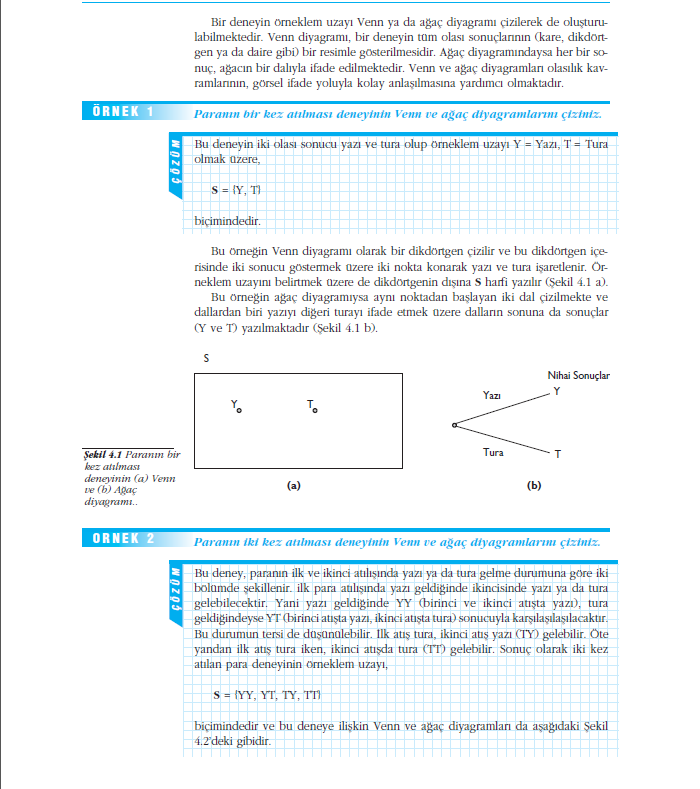 Bir deneyin örneklem uzayı Venn ya da ağaç diyagramı çizilerek de oluşturu-
labilmektedir. Venn diyagramı, bir deneyin tüm olası sonuçlarının (kare, dikdört-
gen ya da daire gibi) bir resimle gösterilmesidir. Ağaç diyagramındaysa her bir so-
nuç, ağacın bir dalıyla ifade edilmektedir. Venn ve ağaç diyagramları olasılık kav-
ramlarının, görsel ifade yoluyla kolay anlaşılmasına yardımcı olmaktadır.
ÖRNEK 1
Paranın bir kez atılması deneyinin Venn ve ağaç diyagramlarını çiziniz.
ÇÖZÜM
Bu deneyin iki olası sonucu yazı ve tura olup örneklem uzayı Y = Yazı, T = Tura
olmak üzere,
S = {Y, T}
biçimindedir.
Bu örneğin Venn diyagramı olarak bir dikdörtgen çizilir ve bu dikdörtgen içe-
risinde iki sonucu göstermek üzere iki nokta konarak yazı ve tura işaretlenir. Ör-
neklem uzayını belirtmek üzere de dikdörtgenin dışına S harfi yazılır (Şekil 4.1 a).
Bu örneğin ağaç diyagramıysa aynı noktadan başlayan iki dal çizilmekte ve
dallardan biri yazıyı diğeri turayı ifade etmek üzere dalların sonuna da sonuçlar
(Y ve T) yazılmaktadır (Şekil 4.1 b).
S
Y
T
(a)
Nihai Sonuçlar
Yazı
Y
Tura
T
(b)
Şekil 4.1 Paranın bir
kez atılması
deneyinin (a) Venn
ve (b) Ağaç
diyagramı..
ÖRNEK 2
Paranın iki kez atılması deneyinin Venn ve ağaç diyagramlarını çiziniz.
ÇÖZÜM
Bu deney, paranın ilk ve ikinci atılışında yazı ya da tura gelme durumuna göre iki
bölümde şekillenir. ilk para atılışında yazı geldiğinde ikincisinde yazı ya da tura
gelebilecektir. Yani yazı geldiğinde YY (birinci ve ikinci atışta yazı), tura
geldiğindeyse YT (birinci atışta yazı, ikinci atışta tura) sonucuyla karşılaşılaşılacaktır.
Bu durumun tersi de düşünülebilir. İlk atış tura, ikinci atış yazı (TY) gelebilir. Öte
yandan ilk atış tura iken, ikinci atışda tura (TT) gelebilir. Sonuç olarak iki kez
atılan para deneyinin örneklem uzayı,
S = {YY, YT, TY, TT}
biçimindedir ve bu deneye ilişkin Venn ve ağaç diyagramları da aşağıdaki Şekil
4.2'deki gibidir.